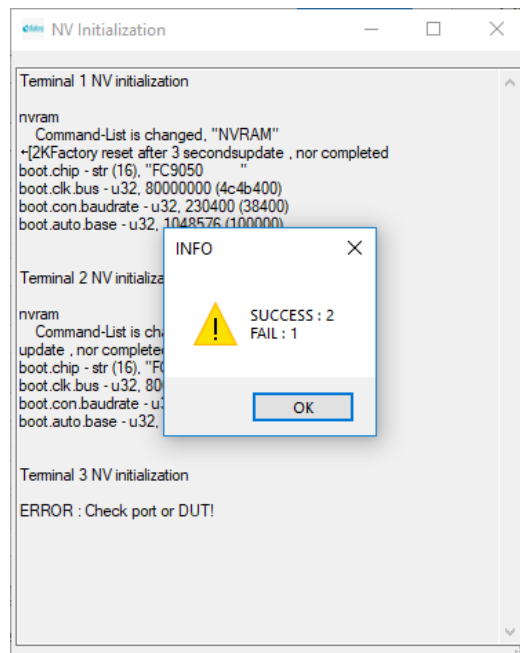 NV Initialization
Terminal 1 NV initialization
nvram
Command-List is changed, "NVRAM"
←[2KFactory reset after 3 secondsupdate , nor completed
boot.chip - str (16), "FC9050 "
boot.clk.bus - u32, 80000000 (4c4b400)
boot.con.baudrate - u32, 230400 (38400)
boot.auto.base - u32, 1048576 (100000)
INFO
SUCCESS : 2
FAIL : 1
OK
Terminal 2 NV initializa
nvram
Command-List is cha
update , nor complete
boot.chip - str (16), "F
boot.clk.bus - u32, 80
boot.con.baudrate - u
boot.auto.base - u32,
Terminal 3 NV initialization
ERROR : Check port or DUT!